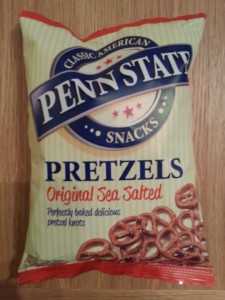 CLASSIC AMERICAN
PENN STATE
SNACKS
PRETZELS
Original Sea Salted
Perfectly baked delicious
pretzel knots